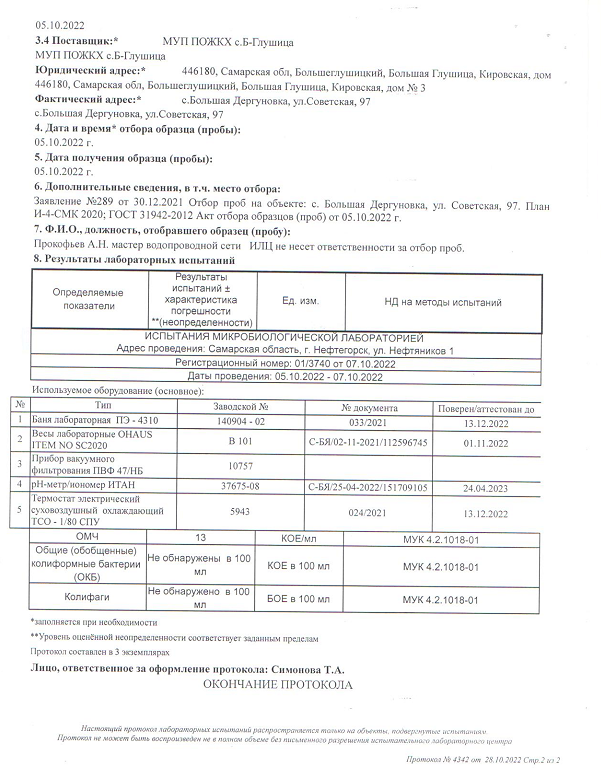 05.10.2022
3.4 Поставщик:* МУП ПОЖКХ с.Б-Глушица
МУП ПОЖКХ с.Б-Глушица
Юридический адрес:* 446180, Самарская обл, Большеглушицкий, Большая Глушица, Кировская, дом
446180, Самарская обл, Большеглушицкий, Большая Глушица, Кировская, дом № 3
Фактический адрес:* с.Большая Дергуновка, ул.Советская, 97
с.Большая Дергуновка, ул.Советская, 97
4. Дата и время* отбора образца (пробы):
05.10.2022 г.
5. Дата получения образца (пробы):
05.10.2022 г.
6. Дополнительные сведения, в т.ч. место отбора:
Заявление №289 от 30.12.2021 Отбор проб на объекте: с. Большая Дергуновка, ул. Советская, 97. План
И-4-СМК 2020; ГОСТ 31942-2012 Акт отбора образцов (проб) от 05.10.2022 г.
7. Ф.И.О., должность, отобравшего образец (пробу):
Прокофьев А.Н. мастер водопроводной сети ИЛЦ не несет ответственности за отбор проб.
8. Результаты лабораторных испытаний
Определяемые показатели Результаты испытаний ± характеристика погрешности **(неопределенности) Ед. изм. НД на методы испытаний
ИСПЫТАНИЯ МИКРОБИОЛОГИЧЕСКОЙ ЛАБОРАТОРИЕЙ
Адрес проведения: Самарская область, г. Нефтегорск, ул. Нефтяников 1
Регистрационный номер: 01/3740 от 07.10.2022
Даты проведения: 05.10.2022 - 07.10.2022
Используемое оборудование (основное):
№ Тип Заводской № № документа Поверен/аттестован до
1 Баня лабораторная ПЭ - 4310 140904 - 02 033/2021 13.12.2022
2 Весы лабораторные OHAUS ITEM NO SC2020 В 101 С-БЯ/02-11-2021/112596745 01.11.2022
3 Прибор вакуумного фильтрования ПВФ 47/НБ 10757
4 pH-метр/иономер ИТАН 37675-08 С-БЯ/25-04-2022/151709105 24.04.2023
5 Термостат электрический суховоздушный охлаждающий ТСО - 1/80 СПУ 5943 024/2021 13.12.2022
ОМЧ 13 КОЕ/мл МУК 4.2.1018-01
Общие (обобщенные) колиформные бактерии (ОКБ) Не обнаружены в 100 мл КОЕ в 100 мл МУК 4.2.1018-01
Колифаги Не обнаружено в 100 мл БОЕ в 100 мл МУК 4.2.1018-01
*заполняется при необходимости
**Уровень оценённой неопределенности соответствует заданным пределам
Протокол составлен в 3 экземплярах
Лицо, ответственное за оформление протокола: Симонова Т.А.
ОКОНЧАНИЕ ПРОТОКОЛА
Настоящий протокол лабораторных испытаний распространяется только на объекты, подвергнутые испытаниям.
Протокол не может быть воспроизведен не в полном объеме без письменного разрешения испытательного лабораторного центра
Протокол № 4342 от 28.10.2022 Стр.2 из 2